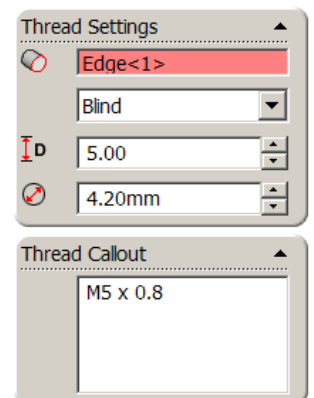 Thread Settings
Edge<1>
Blind
D
5.00
4.20mm
Thread Callout
M5 x 0.8